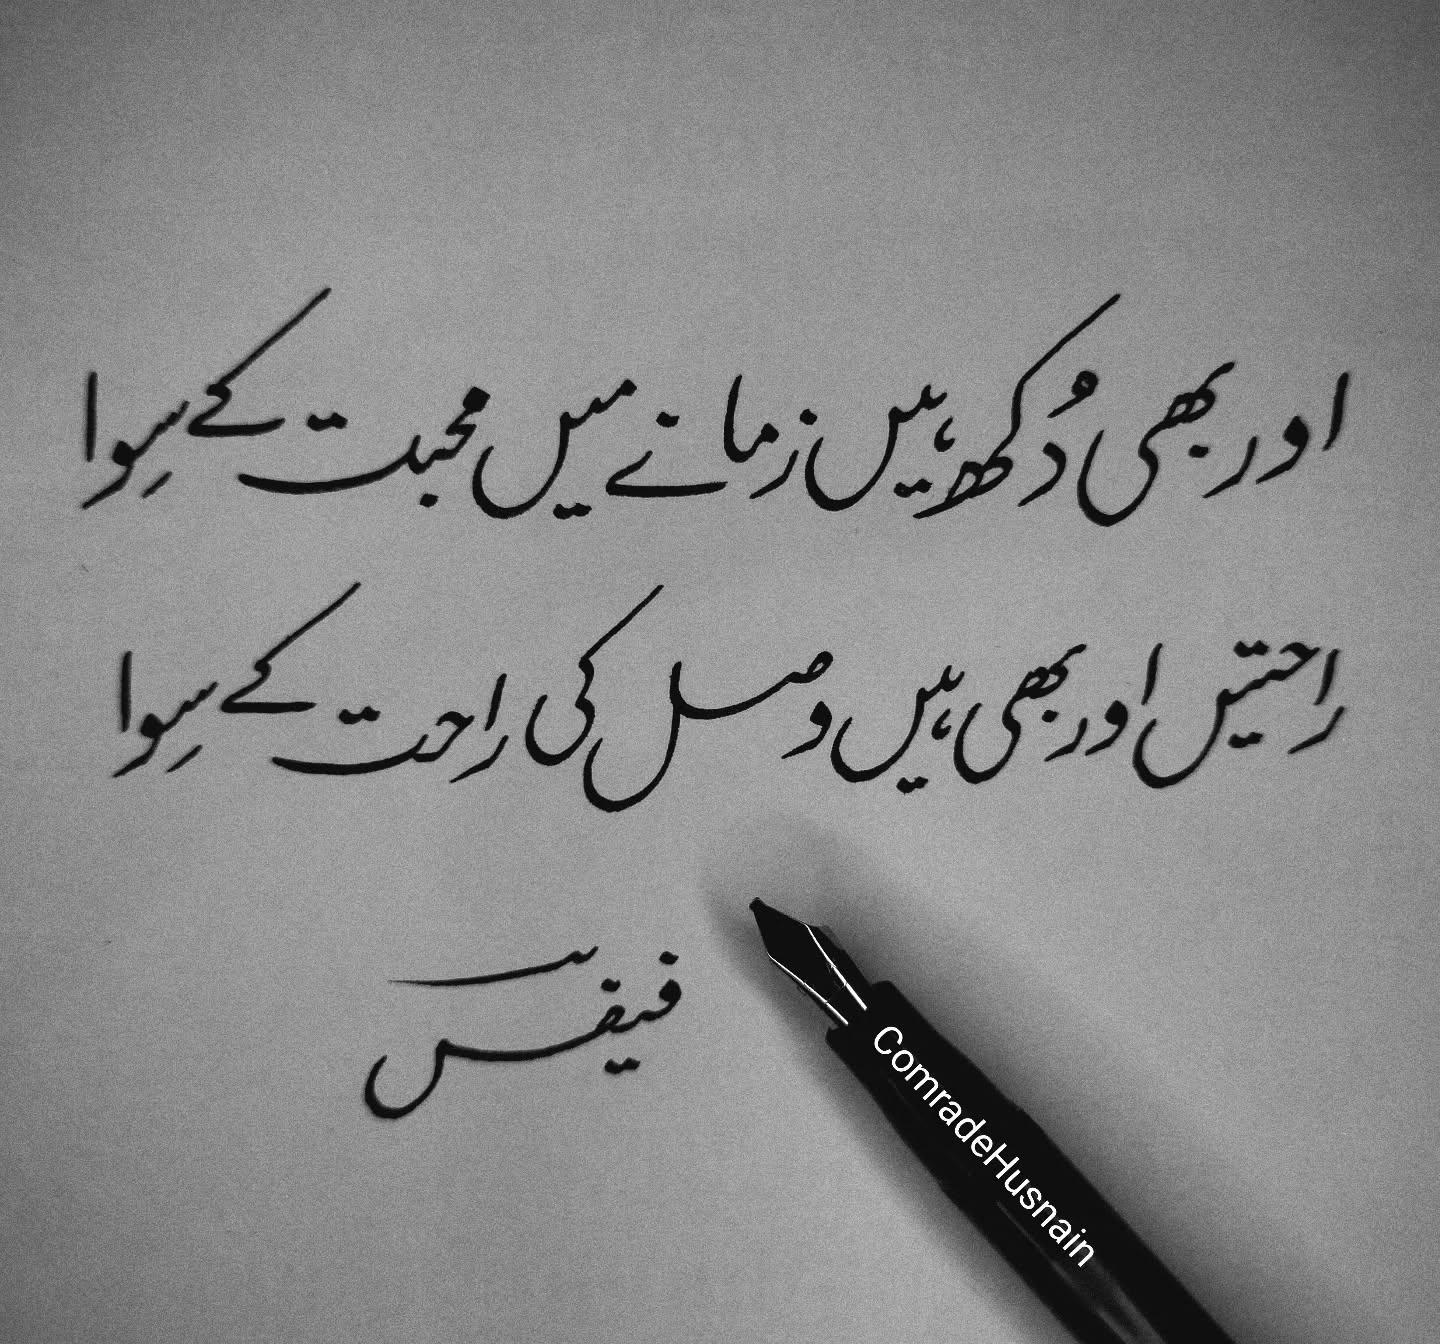 اور بھی دُکھ ہیں زمانے میں محبت کے سِوا
راحتیں اور بھی ہیں وصل کی راحت کے سِوا
فیض
ComradeHusnain